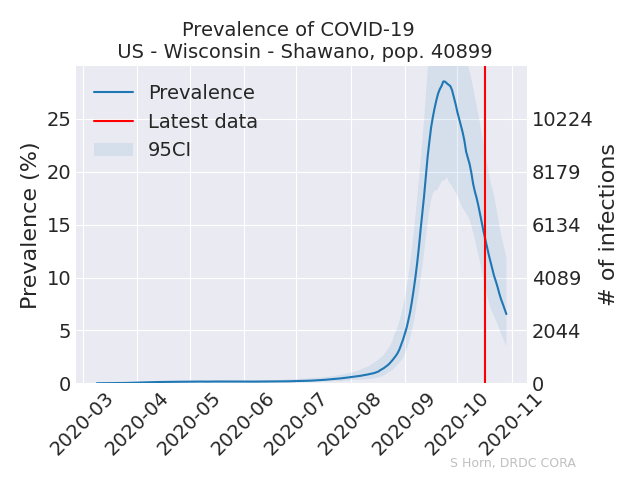 Prevalence of COVID-19
US - Wisconsin - Shawano, pop. 40899
Prevalence
Latest data
95CI
Prevalence (%)
25
20
15
10
5
0
# of infections
10224
8179
6134
4089
2044
0
2020-03
2020-04
2020-05
2020-06
2020-07
2020-08
2020-09
2020-10
2020-11
S Horn, DRDC CORA